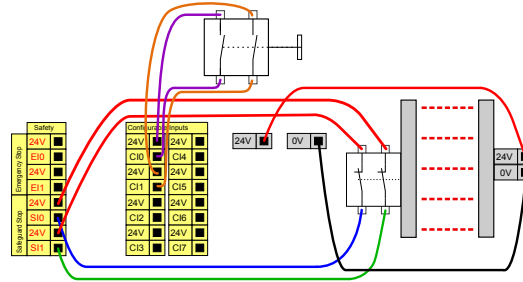 Safety
Emergency Stop
24V
EI0
24V
EI1
Safeguard Stop
24V
SI0
24V
SI1
Configurable Inputs
24V 24V
CI0 CI4
24V 24V
CI1 CI5
24V 24V
CI2 CI6
24V 24V
CI3 CI7
24V
0V
24V
0V